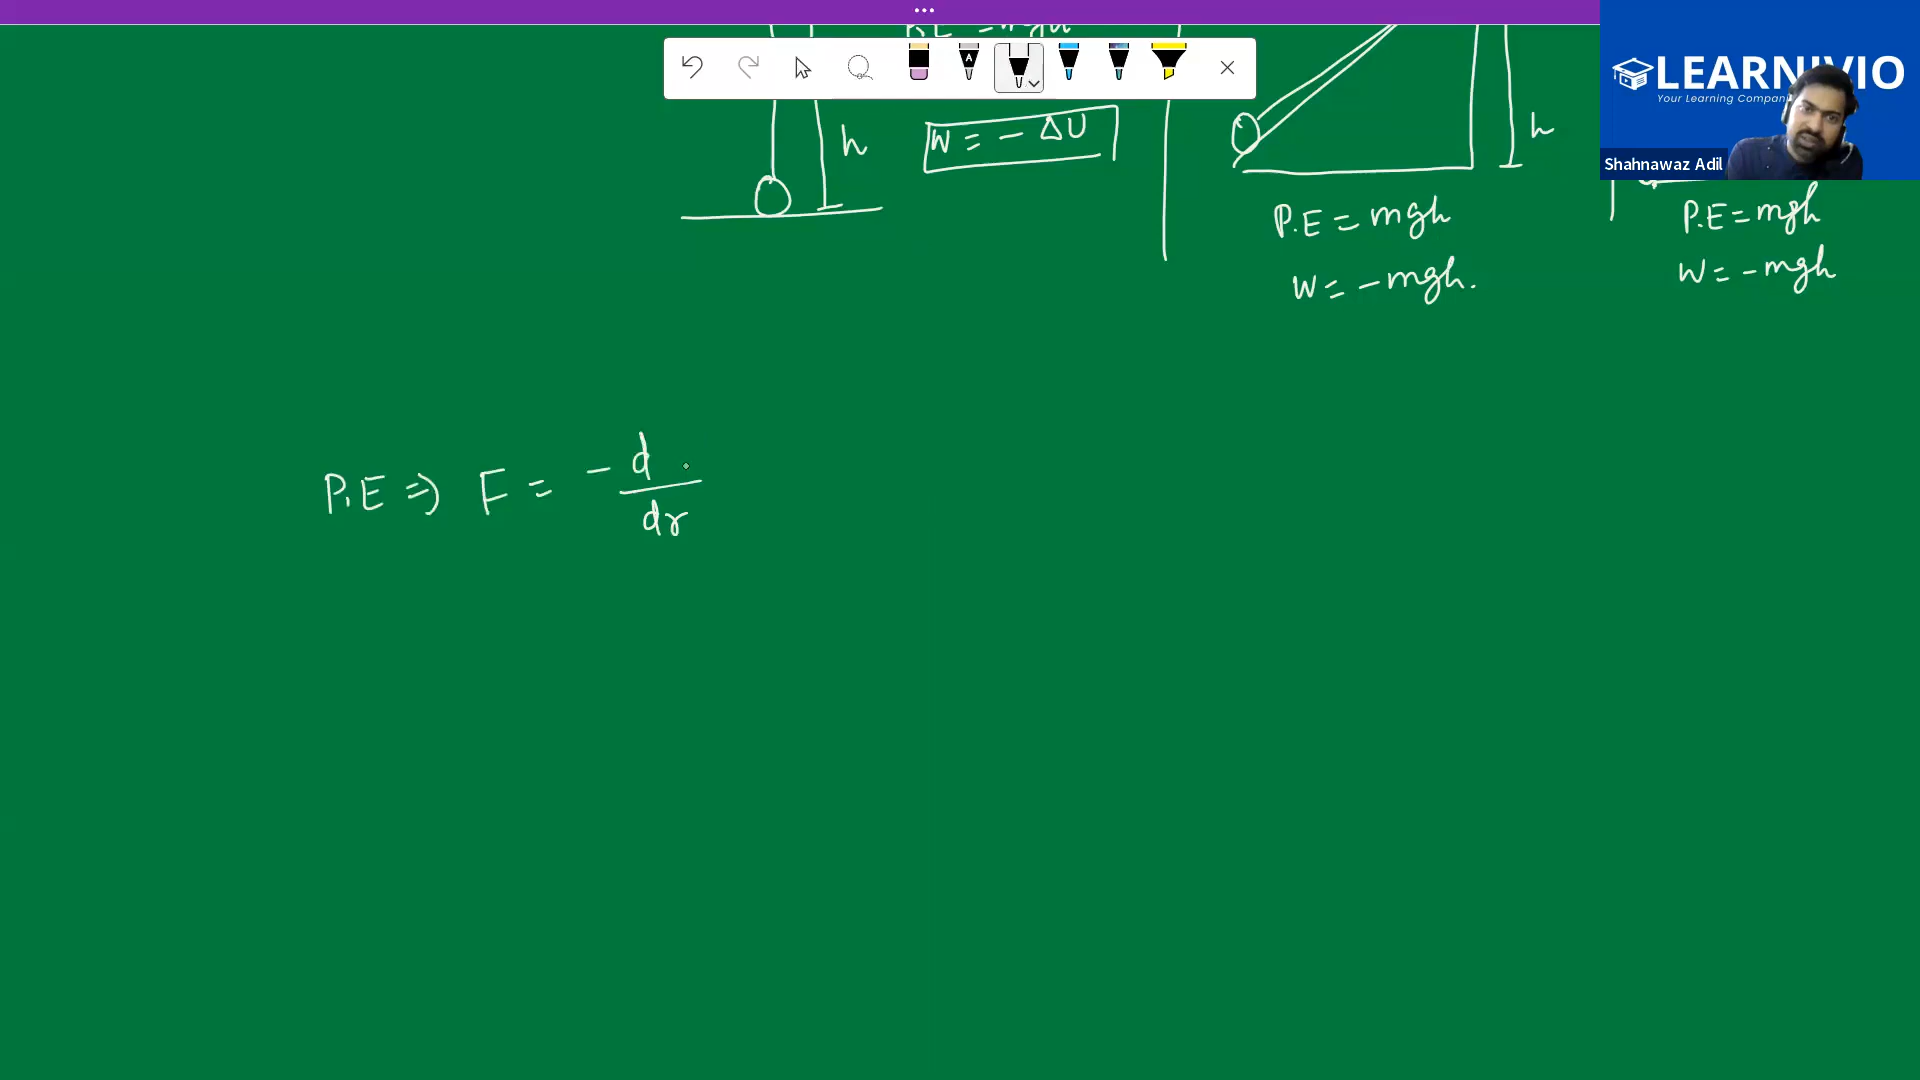 h
W = - ΔU
h
P.E = mgh
W = -mgh.
P.E = mgh
W = -mgh
P.E ⇒ F = -d
dr
A
LEARNIVIO
Your Learning Compan
Shahnawaz Adil